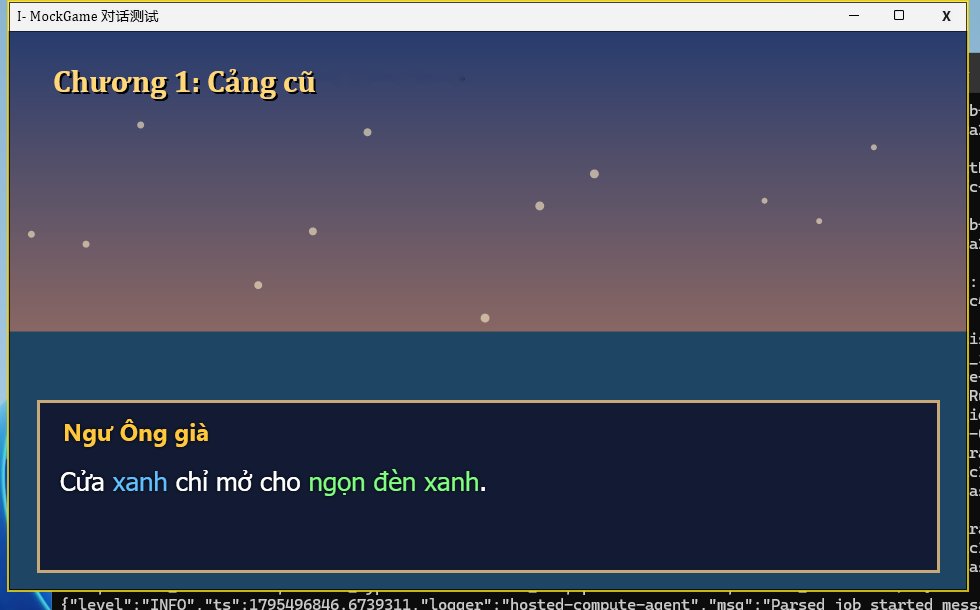 I- MockGame 对话测试
Chương 1: Cảng cũ
Ngư Ông già
Cửa xanh chỉ mở cho ngọn đèn xanh.
{"level":"INFO","ts":1795496846.6739311,"logger":"hosted-compute-agent","msg":"Parsed job started me